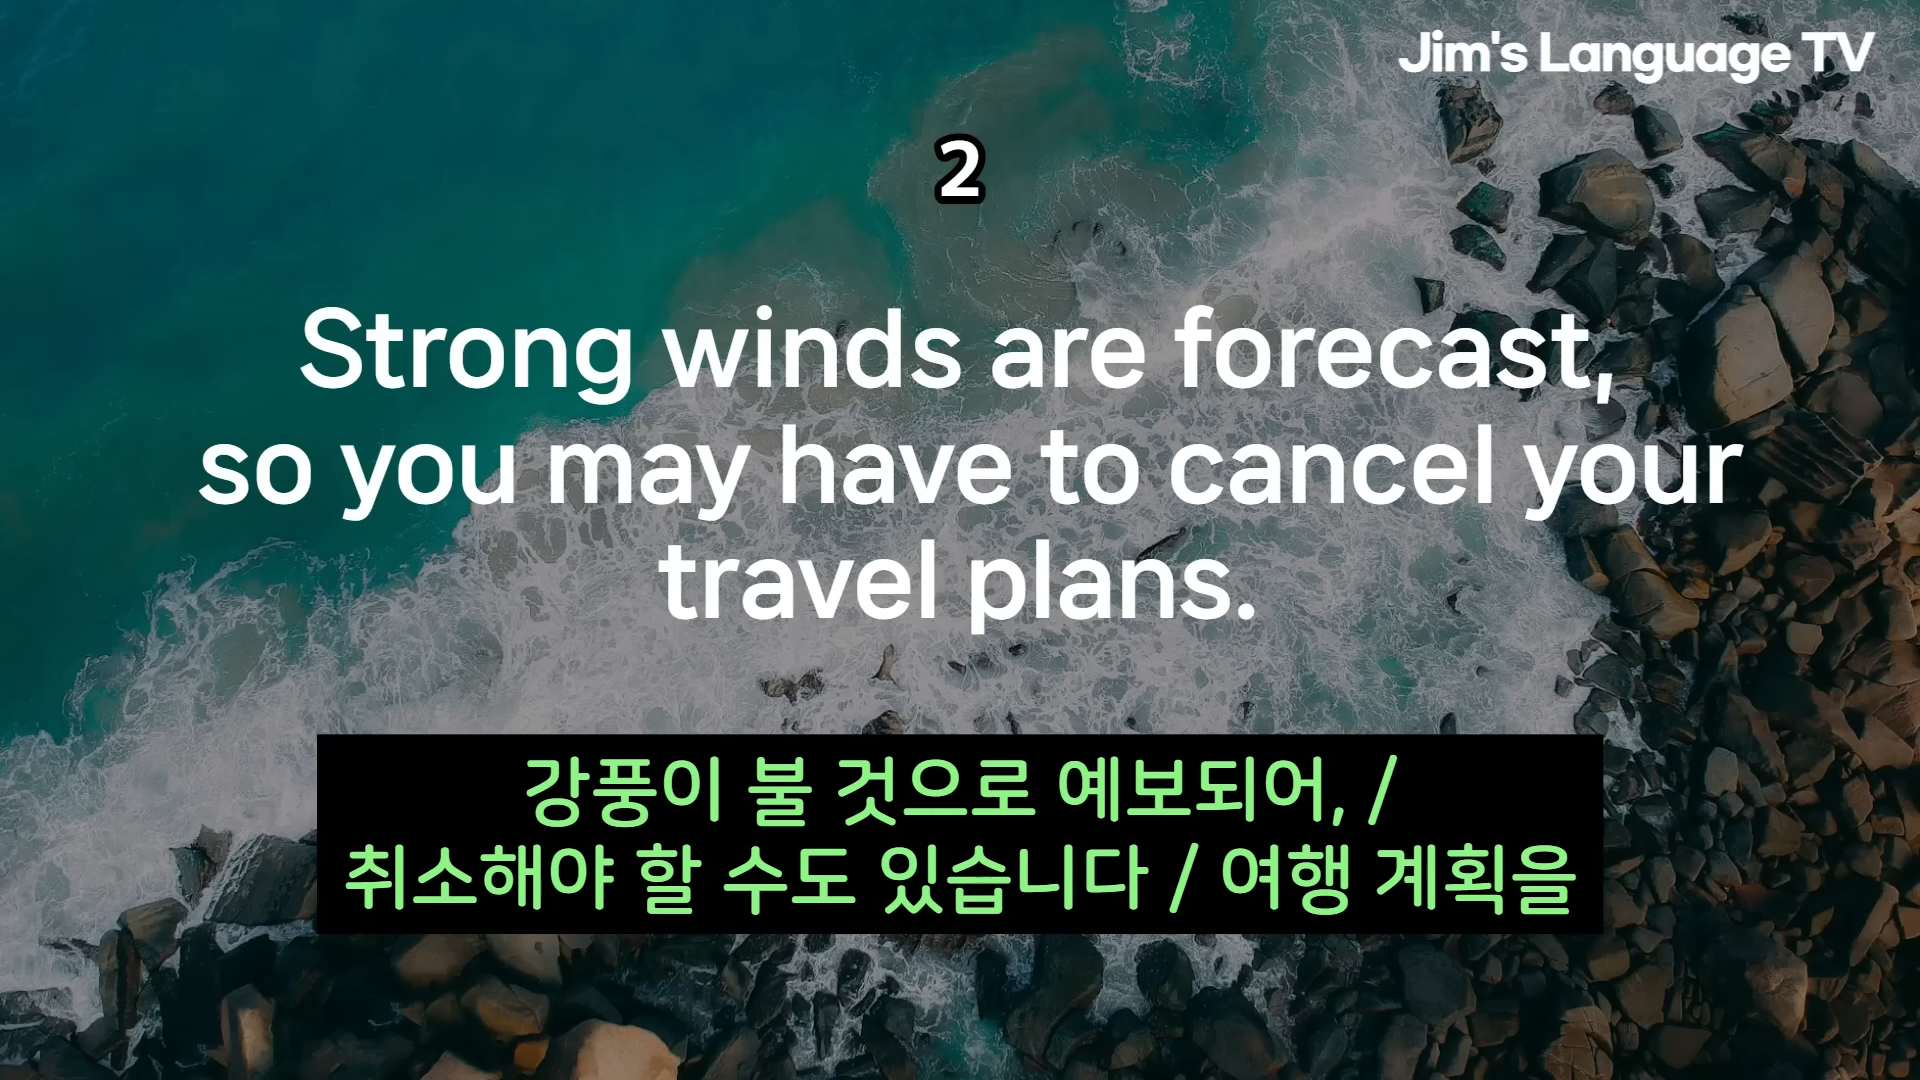 Jim's Language TV
2
Strong winds are forecast,
so you may have to cancel your
travel plans.
강풍이 불 것으로 예보되어, /
취소해야 할 수도 있습니다 / 여행 계획을